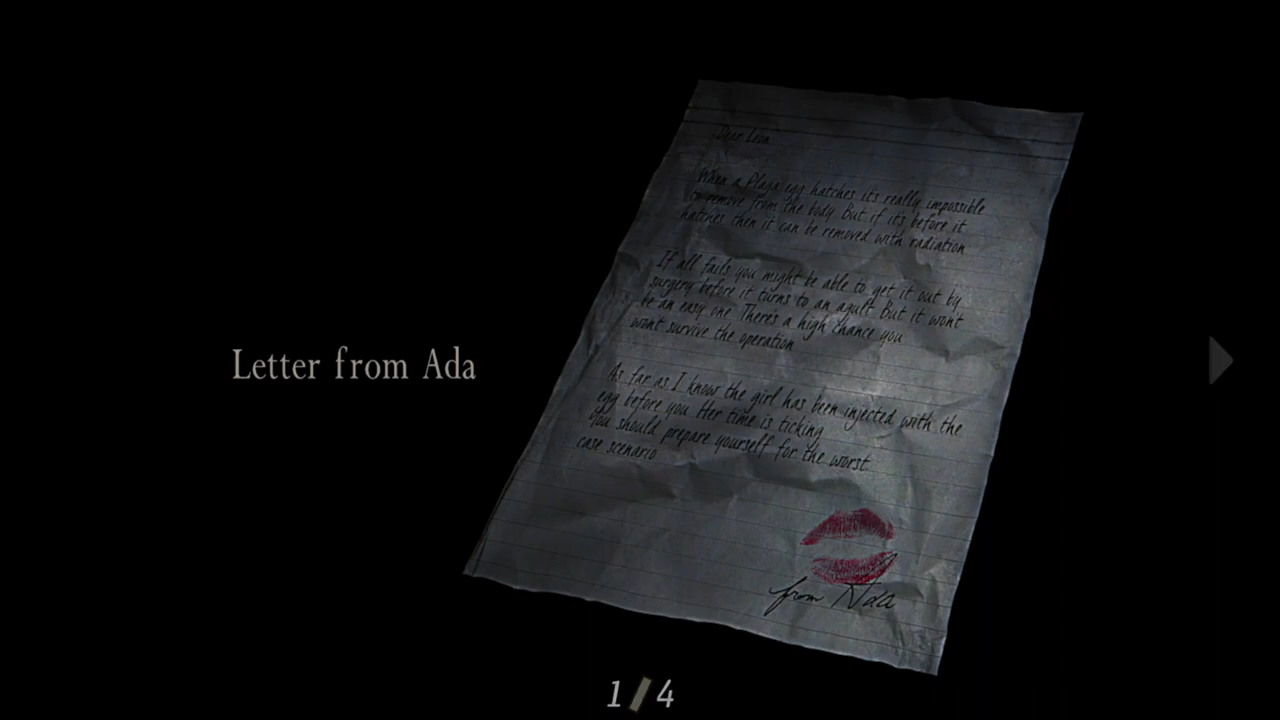 Letter from Ada
Dear Leon
When a Plaga egg hatches it's really impossible
to remove from the body But if it's before it
hatches then it can be removed with radiation.
If all fails you might be able to get it out by
surgery before it turns to an agult But it won't
be an easy one There's a high chance you
wont survive the operation
As far as I know the girl has been injected with the
egg before you Her time is ticking
You should prepare yourself for the worst
case scenario
from Ada
1/4